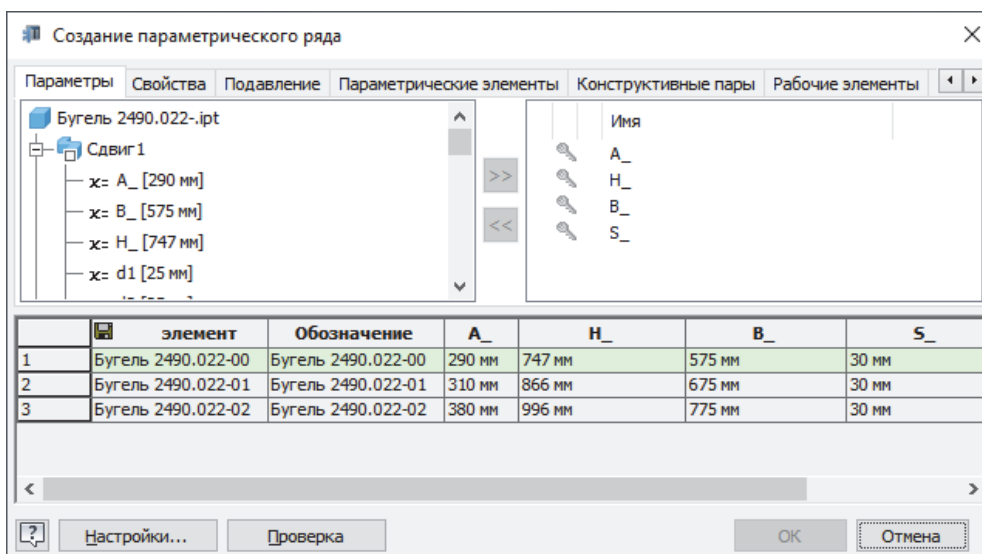 Создание параметрического ряда
Параметры Свойства Подавление Параметрические элементы Конструктивные пары Рабочие элементы
Бугель 2490.022-.ipt
Сдвиг1
x= A_ [290 мм]
x= B_ [575 мм]
x= H_ [747 мм]
x= d1 [25 мм]
>>
<<
Имя
A_
H_
B_
S_
элемент Обозначение A_ H_ B_ S_
1 Бугель 2490.022-00 Бугель 2490.022-00 290 мм 747 мм 575 мм 30 мм
2 Бугель 2490.022-01 Бугель 2490.022-01 310 мм 866 мм 675 мм 30 мм
3 Бугель 2490.022-02 Бугель 2490.022-02 380 мм 996 мм 775 мм 30 мм
? Настройки... Проверка OK Отмена